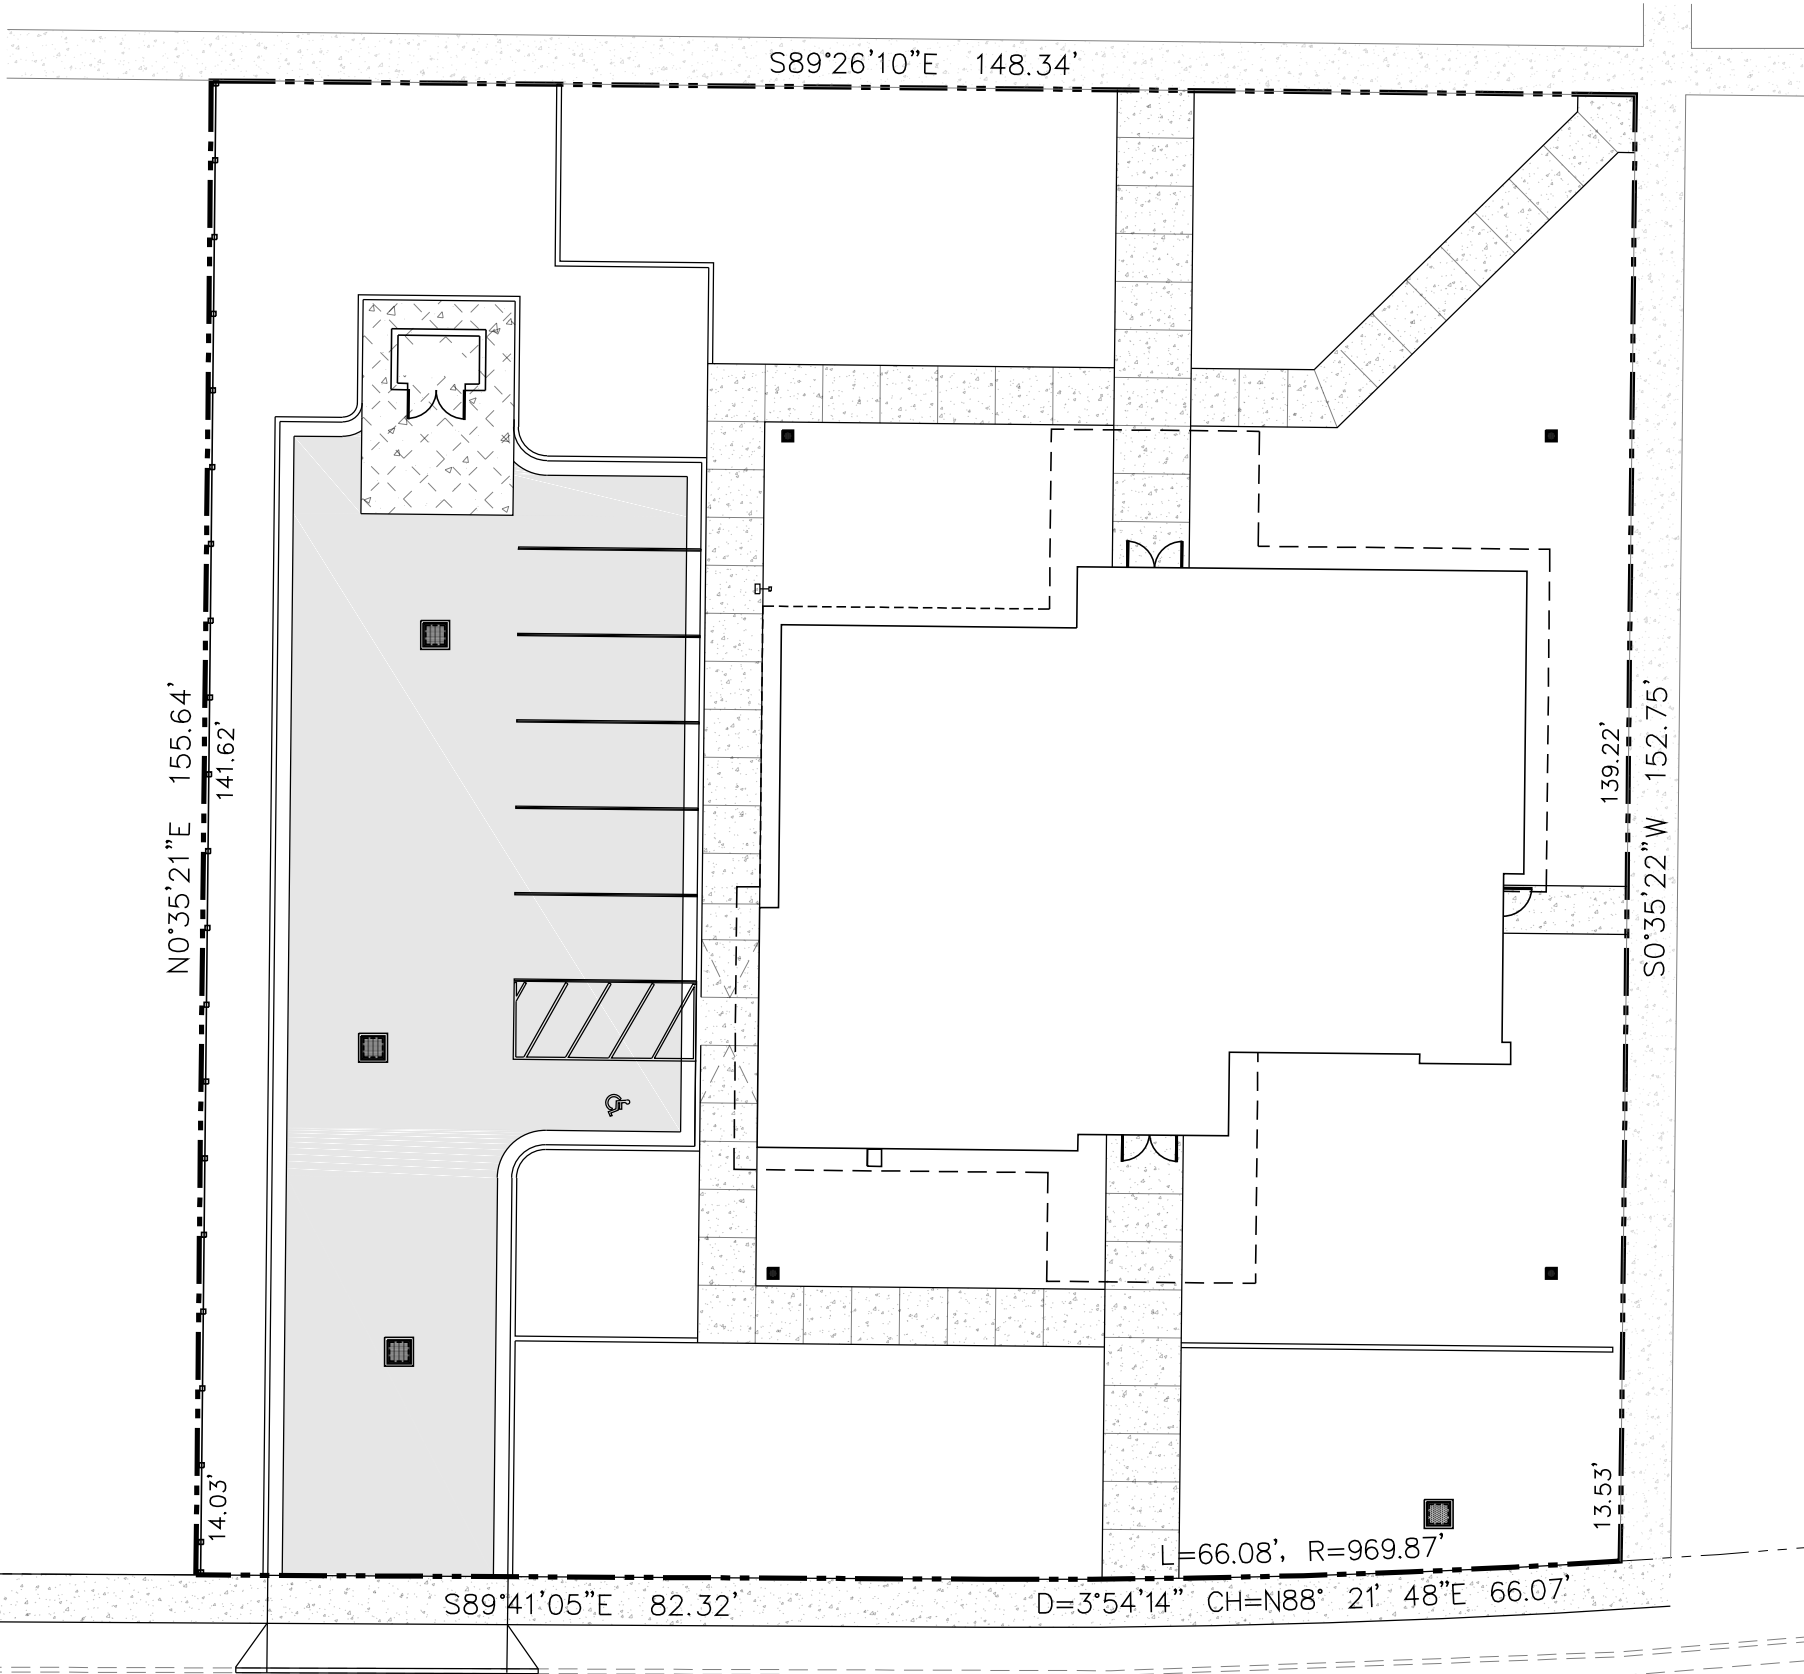 S89°26'10"E 148.34'
N0°35'21"E 155.64'
141.62'
139.22'
S0°35'22"W 152.75'
14.03'
13.53'
L=66.08', R=969.87'
S89°41'05"E 82.32'
D=3°54'14" CH=N88° 21' 48"E 66.07'